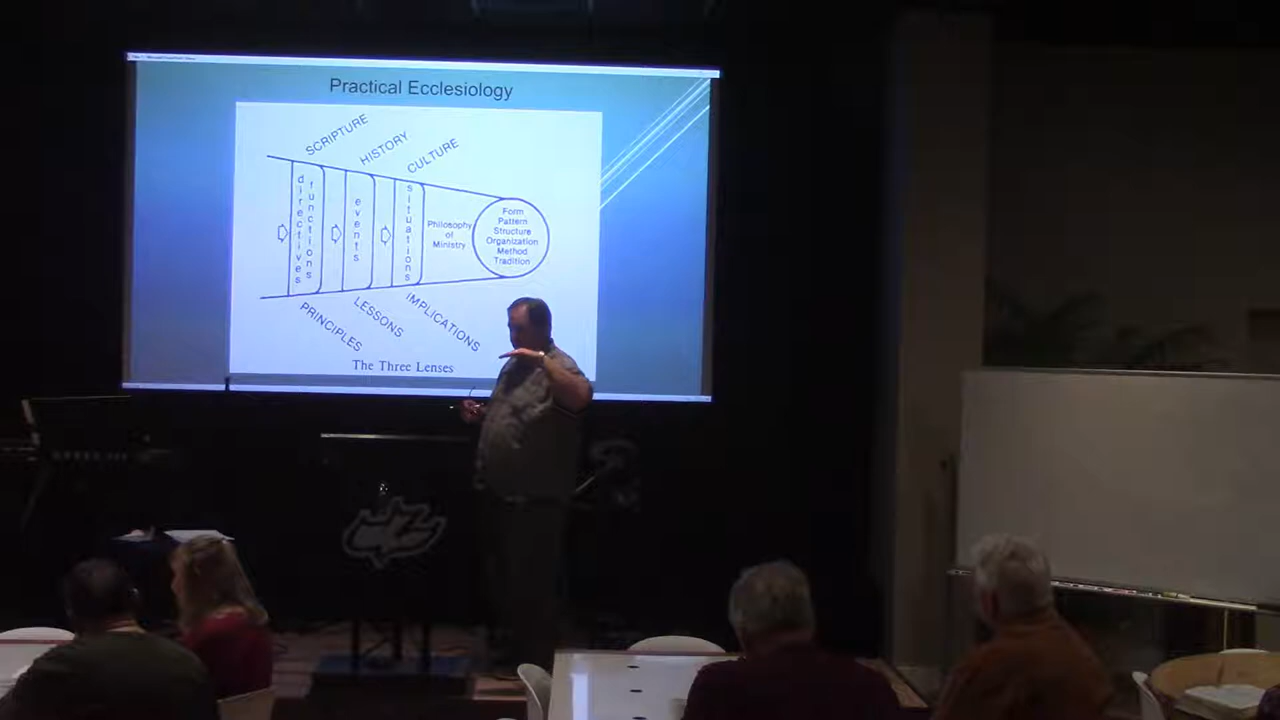 Practical Ecclesiology
SCRIPTURE
HISTORY
CULTURE
directives
functions
events
situations
Philosophy
of
Ministry
Form
Pattern
Structure
Organization
Method
Tradition
PRINCIPLES
LESSONS
IMPLICATIONS
The Three Lenses